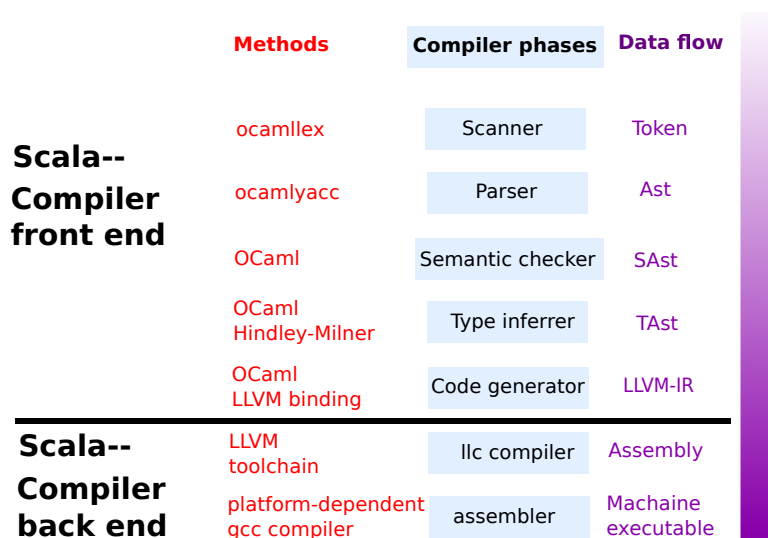 Methods Compiler phases Data flow
ocamllex Scanner Token
Scala--
Compiler
front end
ocamlyacc Parser Ast
OCaml Semantic checker SAst
OCaml
Hindley-Milner Type inferrer TAst
OCaml
LLVM binding Code generator LLVM-IR
Scala--
Compiler
back end
LLVM
toolchain llc compiler Assembly
platform-dependent
gcc compiler assembler Machaine
executable